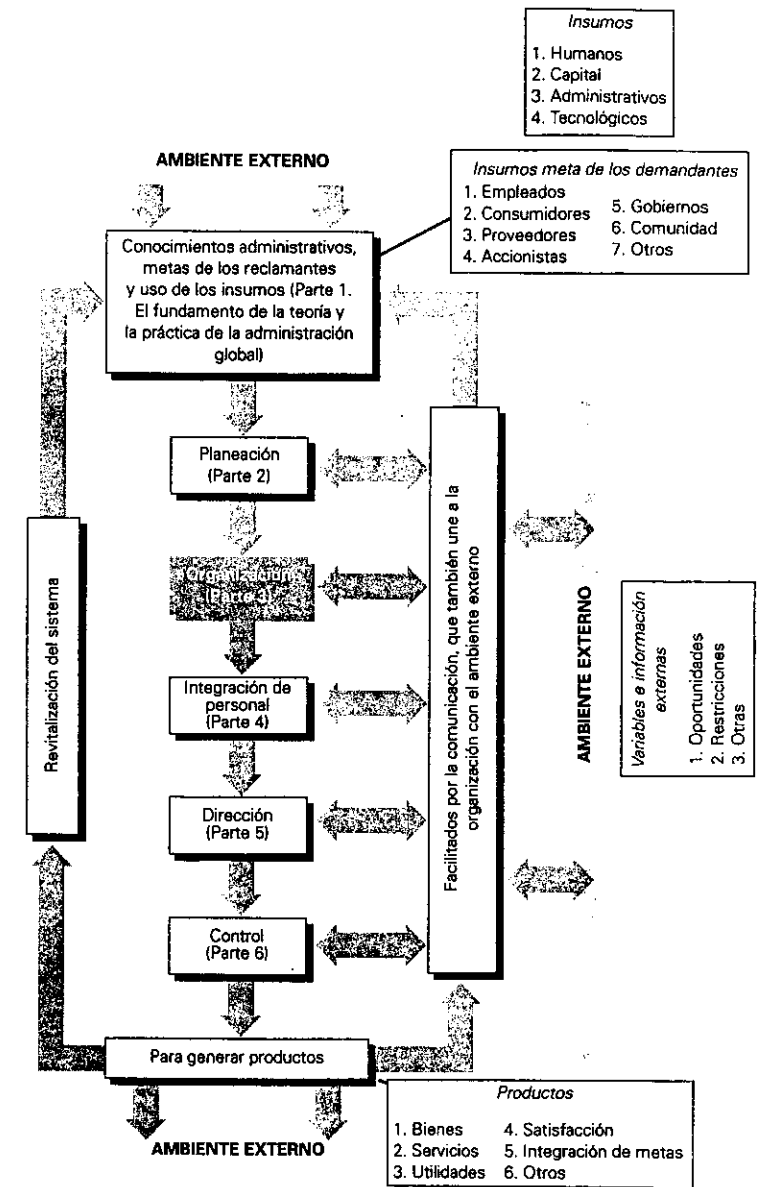 Insumos
1. Humanos
2. Capital
3. Administrativos
4. Tecnológicos
AMBIENTE EXTERNO
Insumos meta de los demandantes
1. Empleados
2. Consumidores
3. Proveedores
4. Accionistas
5. Gobiernos
6. Comunidad
7. Otros
Conocimientos administrativos,
metas de los reclamantes
y uso de los insumos (Parte 1.
El fundamento de la teoría y
la práctica de la administración
global)
Planeación
(Parte 2)
Organización
(Parte 3)
Integración de
personal
(Parte 4)
Dirección
(Parte 5)
Control
(Parte 6)
Revitalización del sistema
Facilitados por la comunicación, que también une a la
organización con el ambiente externo
AMBIENTE EXTERNO
Variables e información
externas
1. Oportunidades
2. Restricciones
3. Otras
Para generar productos
AMBIENTE EXTERNO
Productos
1. Bienes
2. Servicios
3. Utilidades
4. Satisfacción
5. Integración de metas
6. Otros